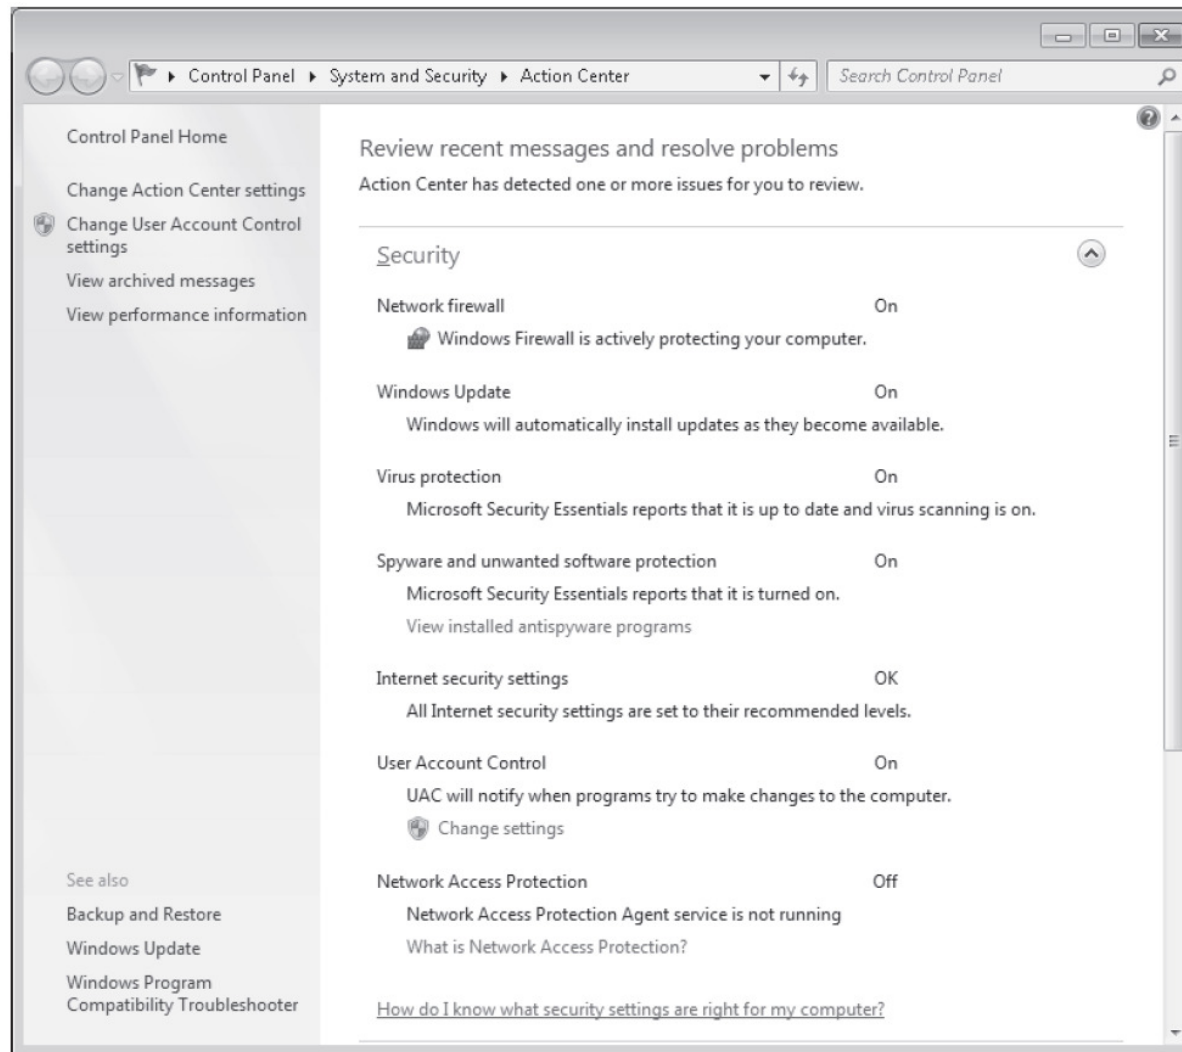 Control Panel
System and Security
Action Center
Search Control Panel
Control Panel Home
Change Action Center settings
Change User Account Control
settings
View archived messages
View performance information
See also
Backup and Restore
Windows Update
Windows Program
Compatibility Troubleshooter
Review recent messages and resolve problems
Action Center has detected one or more issues for you to review.
Security
Network firewall On
Windows Firewall is actively protecting your computer.
Windows Update On
Windows will automatically install updates as they become available.
Virus protection On
Microsoft Security Essentials reports that it is up to date and virus scanning is on.
Spyware and unwanted software protection On
Microsoft Security Essentials reports that it is turned on.
View installed antispyware programs
Internet security settings OK
All Internet security settings are set to their recommended levels.
User Account Control On
UAC will notify when programs try to make changes to the computer.
Change settings
Network Access Protection Off
Network Access Protection Agent service is not running
What is Network Access Protection?
How do I know what security settings are right for my computer?